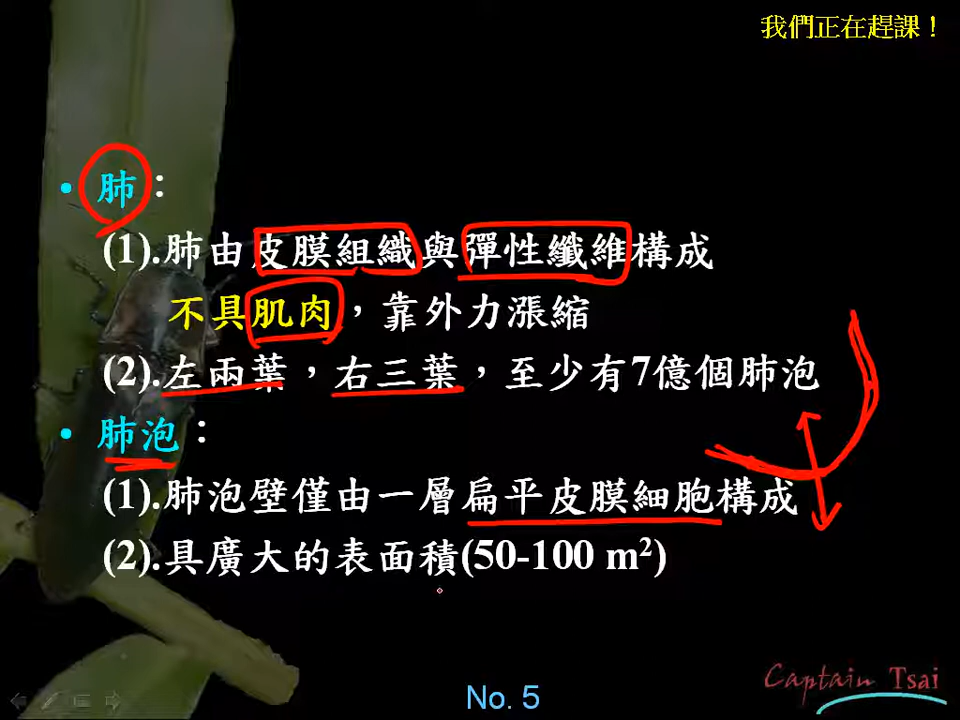 我們正在趕課！
• 肺：
(1).肺由皮膜組織與彈性纖維構成
不具肌肉，靠外力漲縮
(2).左兩葉，右三葉，至少有7億個肺泡
• 肺泡：
(1).肺泡壁僅由一層扁平皮膜細胞構成
(2).具廣大的表面積(50-100 m²)
No. 5
Captain Tsai